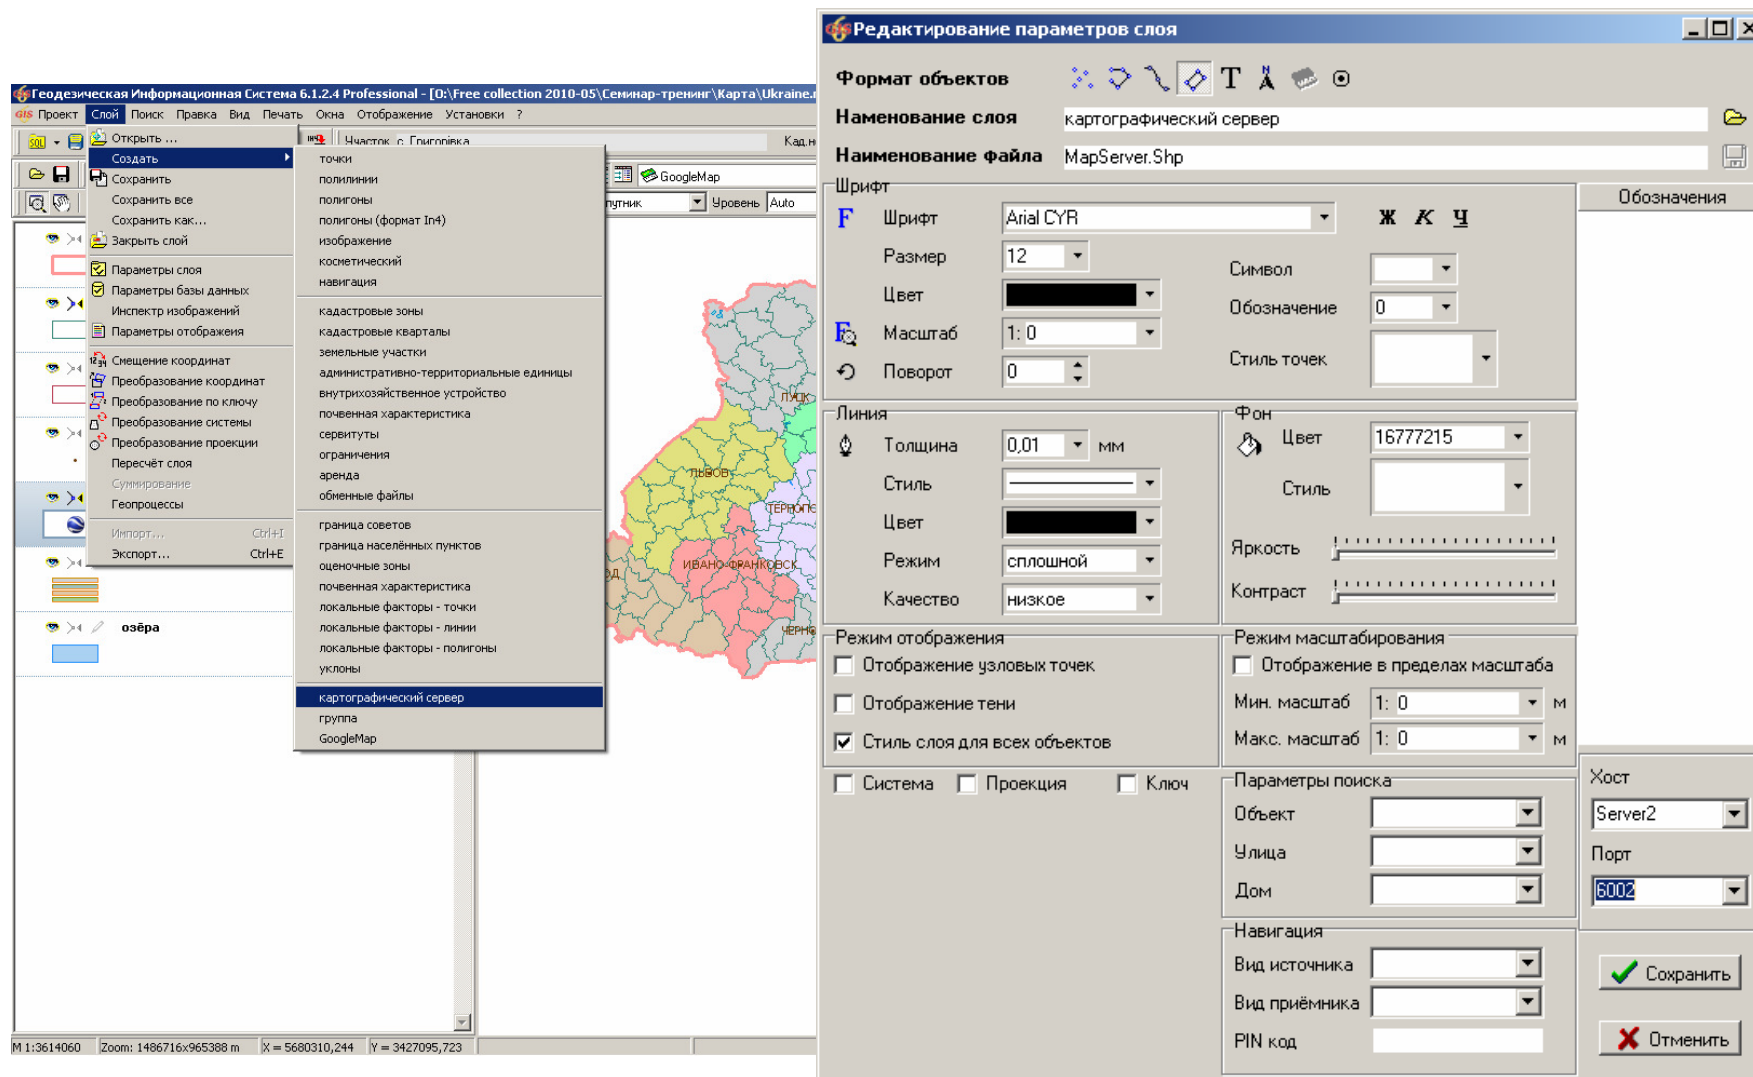 Геодезическая Информационная Система 6.1.2.4 Professional - [O:\Free collection 2010-05\Семинар-тренинг\Карта\Ukraine.
GIS Проект Слой Поиск Правка Вид Печать Окна Отображение Установки ?
SQL
Участок с. Григорівка
Кад.н
GoogleMap
путник
Уровень Auto
Открыть ...
Создать
Сохранить
Сохранить все
Сохранить как...
Закрыть слой
Параметры слоя
Параметры базы данных
Инспектр изображений
Параметры отображеия
Смещение координат
Преобразование координат
Преобразование по ключу
Преобразование системы
Преобразование проекции
Пересчёт слоя
Суммирование
Геопроцессы
Импорт... Ctrl+I
Экспорт... Ctrl+E
точки
полилинии
полигоны
полигоны (формат In4)
изображение
косметический
навигация
кадастровые зоны
кадастровые кварталы
земельные участки
административно-территориальные единицы
внутрихозяйственное устройство
почвенная характеристика
сервитуты
ограничения
аренда
обменные файлы
граница советов
граница населённых пунктов
оценочные зоны
почвенная характеристика
локальные факторы - точки
локальные факторы - линии
локальные факторы - полигоны
уклоны
картографический сервер
группа
GoogleMap
озёра
ЛУЦК
ЛЬВОВ
ТЕРНОПО
ИВАНО-ФРАНКОВСК
ОД
ЧЕРНО
M 1:3614060 Zoom: 1486716x965388 m X = 5680310,244 Y = 3427095,723
Редактирование параметров слоя
Формат объектов
Наменование слоя картографический сервер
Наименование файла MapServer.Shp
Шрифт
Обозначения
F Шрифт Arial CYR Ж К Ч
Размер 12
Символ
Цвет
Обозначение 0
Масштаб 1: 0
Стиль точек
Поворот 0
Линия
Толщина 0,01 мм
Стиль
Цвет
Режим сплошной
Качество низкое
Фон
Цвет 16777215
Стиль
Яркость
Контраст
Режим отображения
Отображение узловых точек
Отображение тени
Стиль слоя для всех объектов
Режим масштабирования
Отображение в пределах масштаба
Мин. масштаб 1: 0 м
Макс. масштаб 1: 0 м
Система Проекция Ключ
Параметры поиска
Объект
Улица
Дом
Хост
Server2
Порт
6002
Навигация
Вид источника
Вид приёмника
PIN код
Сохранить
Отменить